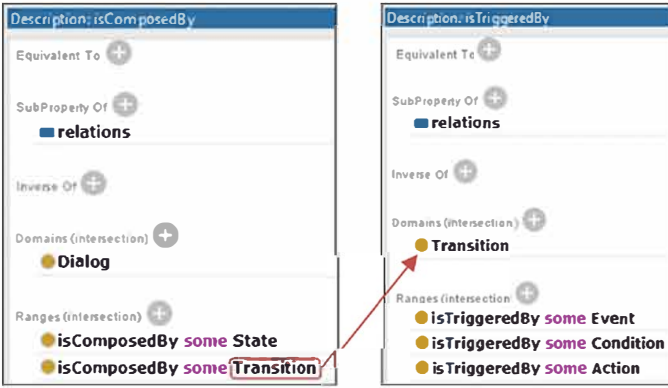 Description: isComposedBy
Equivalent To
SubProperty Of
relations
Inverse Of
Domains (intersection)
Dialog
Ranges (intersection)
isComposedBy some State
isComposedBy some Transition
Description: isTriggeredBy
Equivalent To
SubProperty Of
relations
Inverse Of
Domains (intersection)
Transition
Ranges (intersection
isTriggeredBy some Event
isTriggeredBy some Condition
isTriggeredBy some Action